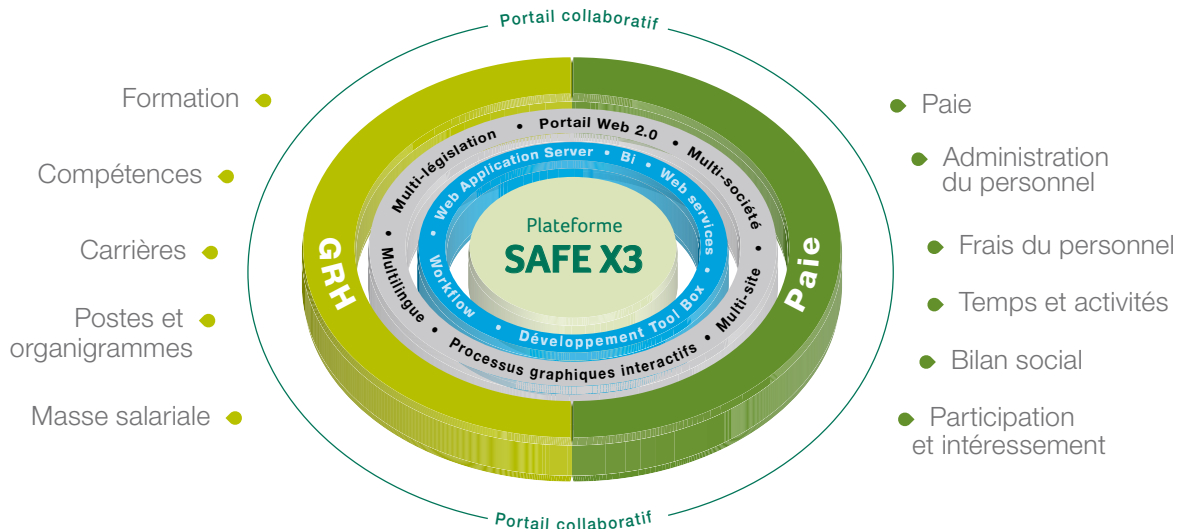 Portail collaboratif
Formation
Compétences
Carrières
Postes et
organigrammes
Masse salariale
GRH
Paie
Multi-législation • Portail Web 2.0 • Multi-société •
Multi-site • Processus graphiques interactifs • Multilingue •
Web Application Server • Bi • Web services •
Développement Tool Box • Workflow •
Plateforme
SAFE X3
Paie
Administration
du personnel
Frais du personnel
Temps et activités
Bilan social
Participation
et intéressement
Portail collaboratif